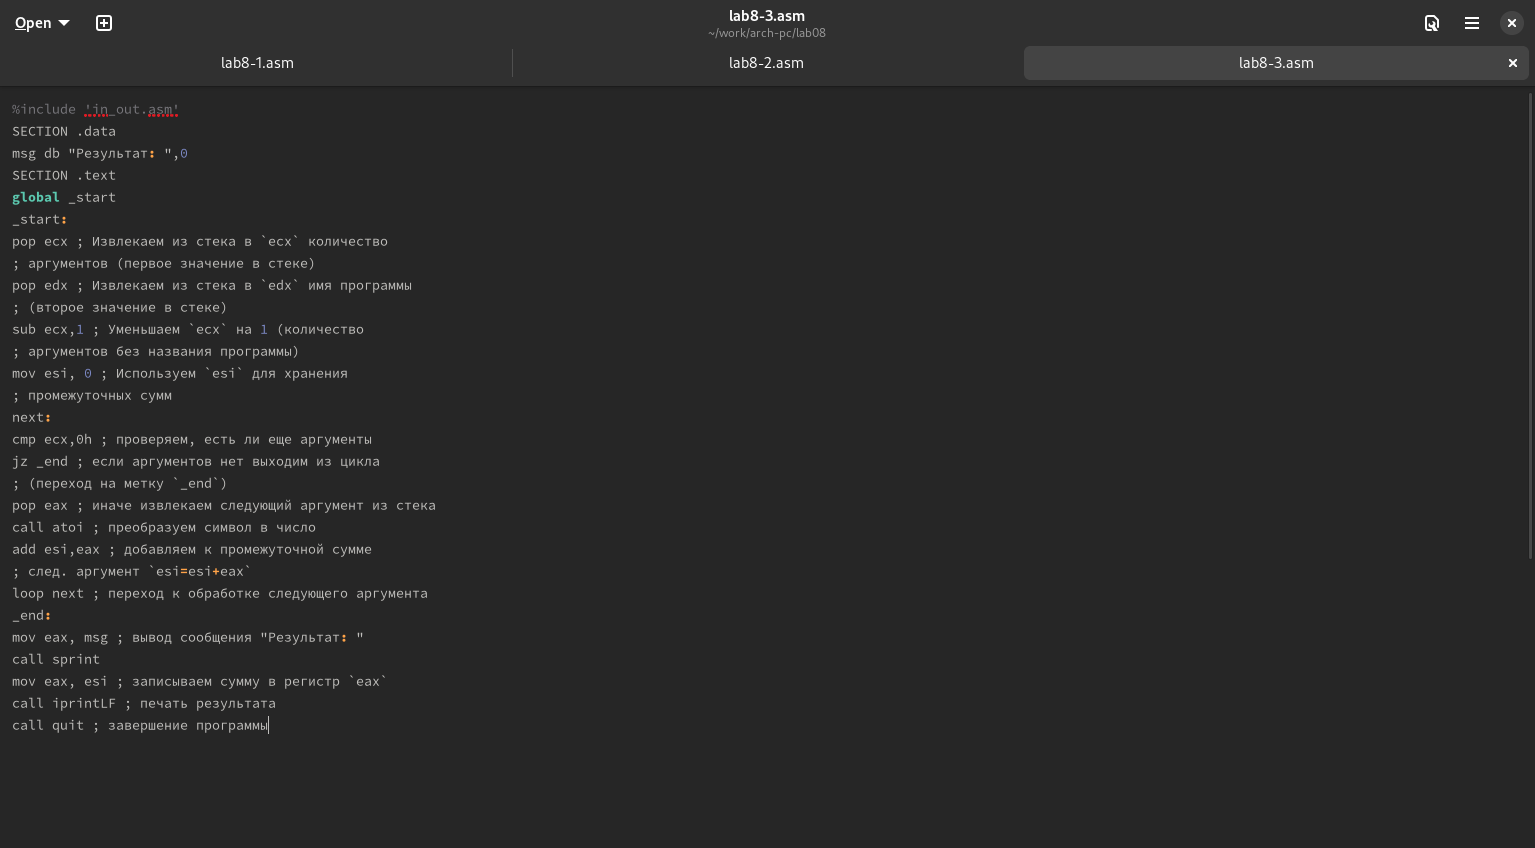 Open
lab8-3.asm
~/work/arch-pc/lab08
lab8-1.asm
lab8-2.asm
lab8-3.asm
%include 'in_out.asm'
SECTION .data
msg db "Результат: ",0
SECTION .text
global _start
_start:
pop ecx ; Извлекаем из стека в `ecx` количество
; аргументов (первое значение в стеке)
pop edx ; Извлекаем из стека в `edx` имя программы
; (второе значение в стеке)
sub ecx,1 ; Уменьшаем `ecx` на 1 (количество
; аргументов без названия программы)
mov esi, 0 ; Используем `esi` для хранения
; промежуточных сумм
next:
cmp ecx,0h ; проверяем, есть ли еще аргументы
jz _end ; если аргументов нет выходим из цикла
; (переход на метку `_end`)
pop eax ; иначе извлекаем следующий аргумент из стека
call atoi ; преобразуем символ в число
add esi,eax ; добавляем к промежуточной сумме
; след. аргумент `esi=esi+eax`
loop next ; переход к обработке следующего аргумента
_end:
mov eax, msg ; вывод сообщения "Результат: "
call sprint
mov eax, esi ; записываем сумму в регистр `eax`
call iprintLF ; печать результата
call quit ; завершение программы